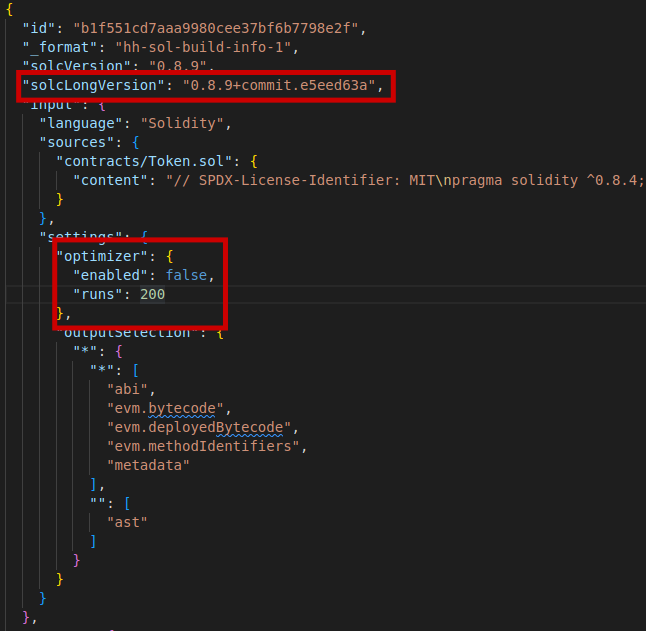 {
"id": "b1f551cd7aaa9980cee37bf6b7798e2f",
"_format": "hh-sol-build-info-1",
"solcVersion": "0.8.9",
"solcLongVersion": "0.8.9+commit.e5eed63a",
"input": {
"language": "Solidity",
"sources": {
"contracts/Token.sol": {
"content": "// SPDX-License-Identifier: MIT\npragma solidity ^0.8.4;
}
},
"settings": {
"optimizer": {
"enabled": false,
"runs": 200
},
"outputSelection": {
"*": {
"*": [
"abi",
"evm.bytecode",
"evm.deployedBytecode",
"evm.methodIdentifiers",
"metadata"
],
"": [
"ast"
]
}
}
}
},